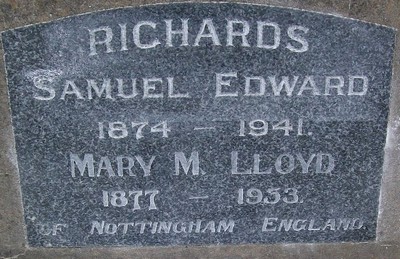 RICHARDS
SAMUEL EDWARD
1874 - 1941.
MARY M. LLOYD
1877 - 1953.
OF NOTTINGHAM ENGLAND.